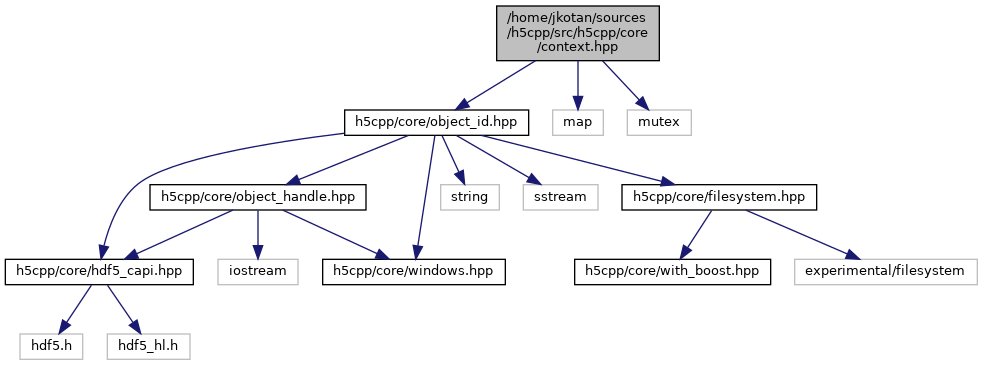 /home/jkotan/sources
/h5cpp/src/h5cpp/core
/context.hpp
h5cpp/core/object_id.hpp
map
mutex
h5cpp/core/object_handle.hpp
string
sstream
h5cpp/core/filesystem.hpp
h5cpp/core/hdf5_capi.hpp
iostream
h5cpp/core/windows.hpp
h5cpp/core/with_boost.hpp
experimental/filesystem
hdf5.h
hdf5_hl.h